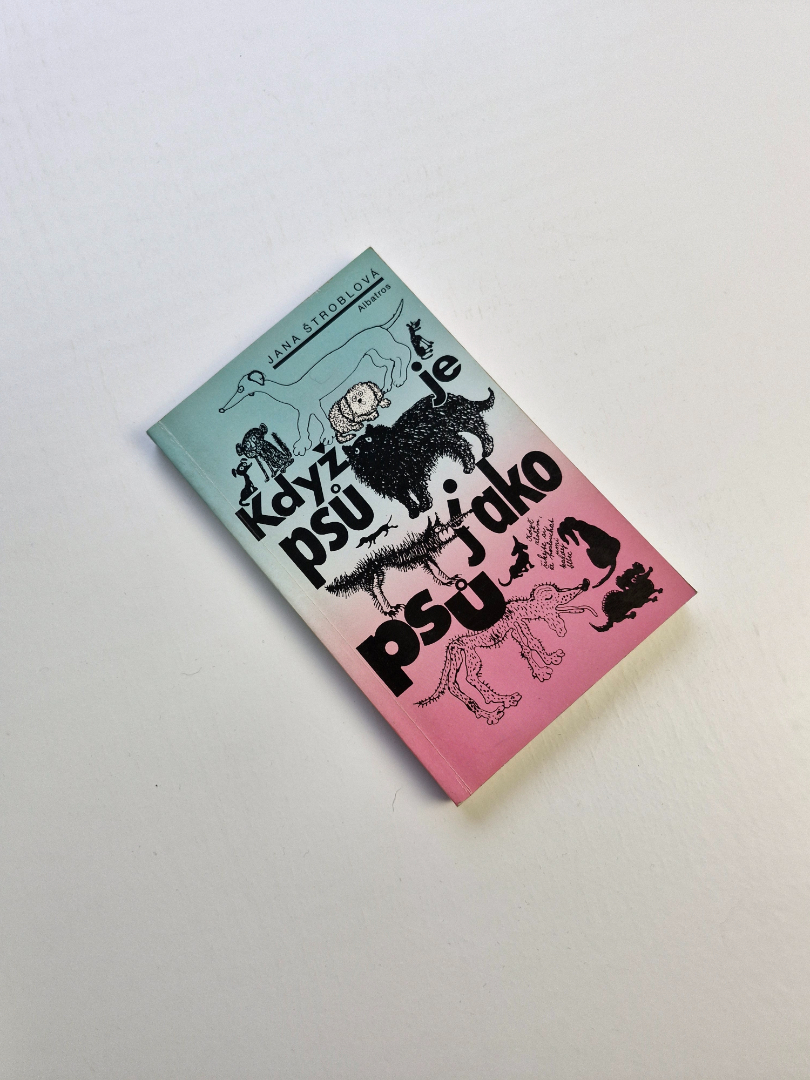 JANA ŠTROBLOVÁ
Albatros
Když
je
psů
jako
psů